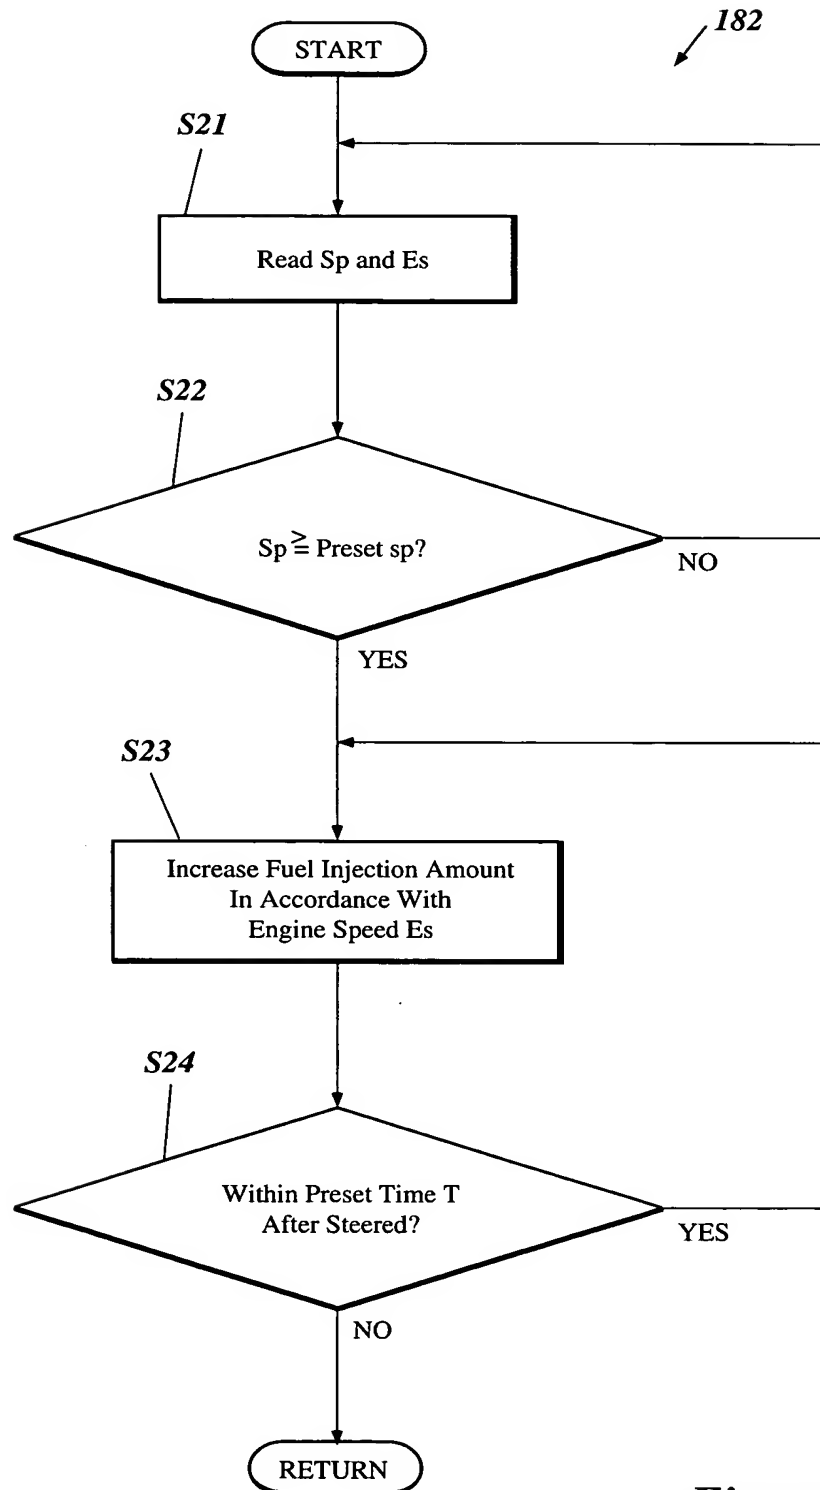 182
START
S21
Read Sp and Es
S22
Sp ≧ Preset sp?
NO
YES
S23
Increase Fuel Injection Amount
In Accordance With
Engine Speed Es
S24
Within Preset Time T
After Steered?
YES
NO
RETURN